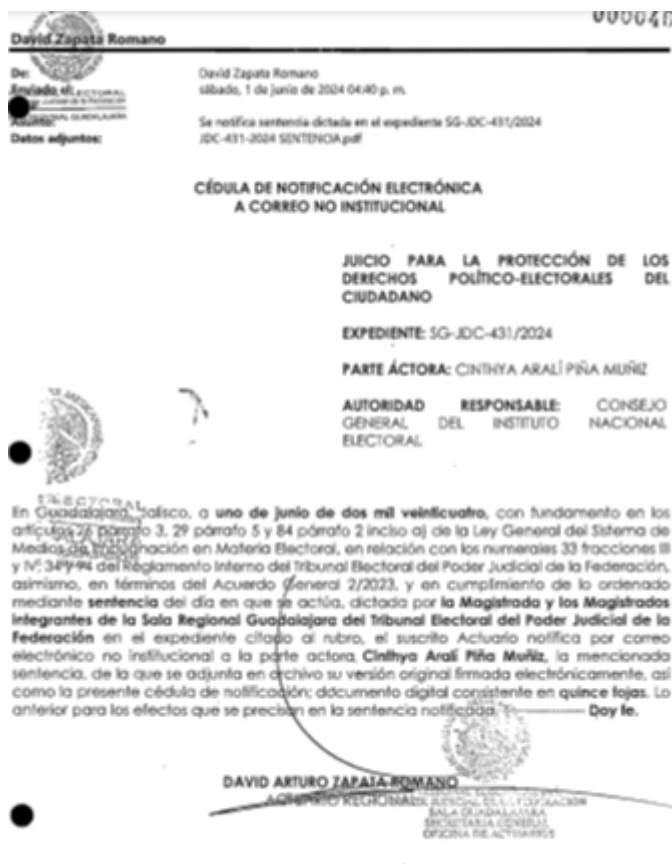 David Zapata Romano
De: David Zapata Romano
Enviado el: sábado, 1 de junio de 2024 04:40 p. m.
Asunto: Se notifica sentencia dictada en el expediente SG-JDC-431/2024
Datos adjuntos: JDC-431-2024 SENTENCIA.pdf
CÉDULA DE NOTIFICACIÓN ELECTRÓNICA
A CORREO NO INSTITUCIONAL
JUICIO PARA LA PROTECCIÓN DE LOS
DERECHOS POLÍTICO-ELECTORALES DEL
CIUDADANO
EXPEDIENTE: SG-JDC-431/2024
PARTE ACTORA: CINTHYA ARALÍ PIÑA MUÑIZ
AUTORIDAD RESPONSABLE: CONSEJO
GENERAL DEL INSTITUTO NACIONAL
ELECTORAL
En Guadalajara, Jalisco, a uno de junio de dos mil veinticuatro, con fundamento en los
artículos 26 párrafo 3, 29 párrafo 5 y 84 párrafo 2 inciso a) de la Ley General del Sistema de
Medios de Impugnación en Materia Electoral, en relación con los numerales 33 fracciones III
y IV, 34 y 94 del Reglamento Interno del Tribunal Electoral del Poder Judicial de la Federación,
asimismo, en términos del Acuerdo General 2/2023, y en cumplimiento de lo ordenado
mediante sentencia del día en que se actúa, dictada por la Magistrada y los Magistrados
integrantes de la Sala Regional Guadalajara del Tribunal Electoral del Poder Judicial de la
Federación en el expediente citado al rubro, el suscrito Actuario notifica por correo
electrónico no institucional a la parte actora, Cinthya Aralí Piña Muñiz, la mencionada
sentencia, de la que se adjunta en archivo su versión original firmada electrónicamente, así
como la presente cédula de notificación; documento digital consistente en quince fojas. Lo
anterior para los efectos que se precisan en la sentencia notificada. Doy fe.
DAVID ARTURO ZAPATA ROMANO
ACTUARIO REGIONAL
SALA GUADALAJARA
SECRETARIA GENERAL
OFICINA DE ACTUARIOS